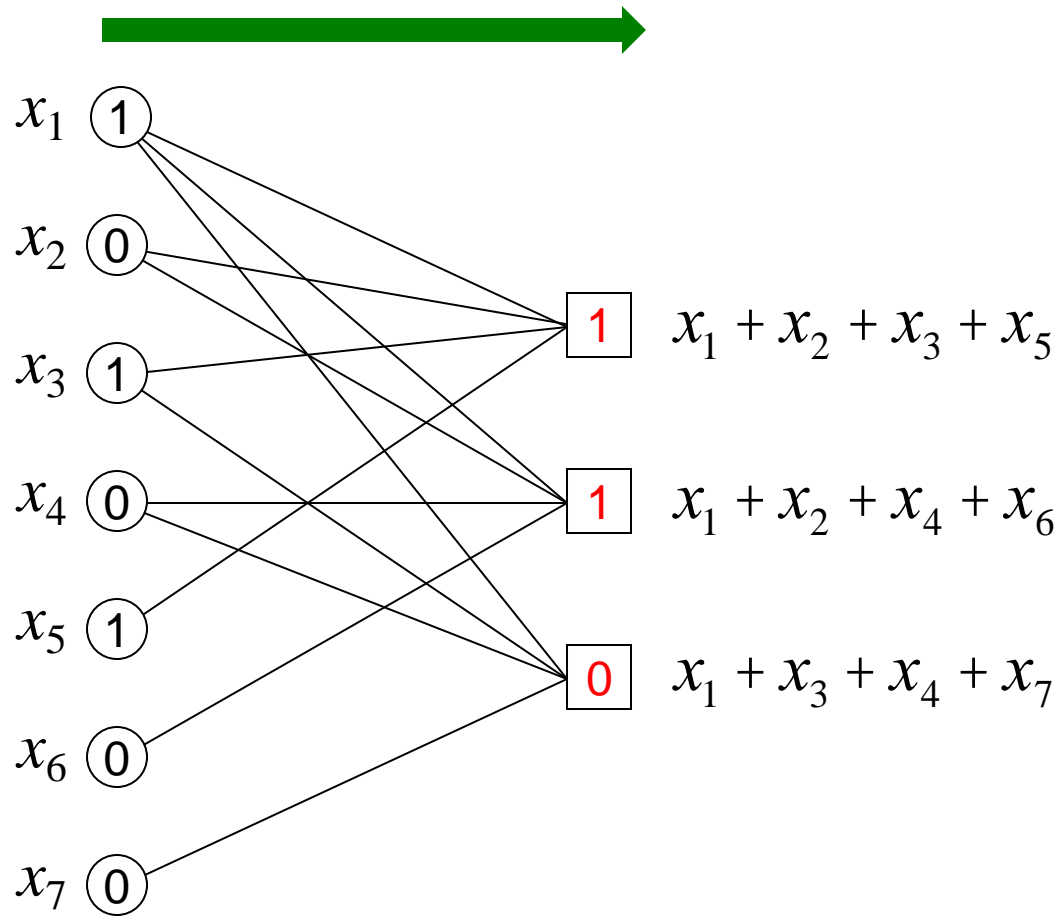 x₁ 1
x₂ 0
1 x₁ + x₂ + x₃ + x₅
x₃ 1
x₄ 0
1 x₁ + x₂ + x₄ + x₆
x₅ 1
0 x₁ + x₃ + x₄ + x₇
x₆ 0
x₇ 0